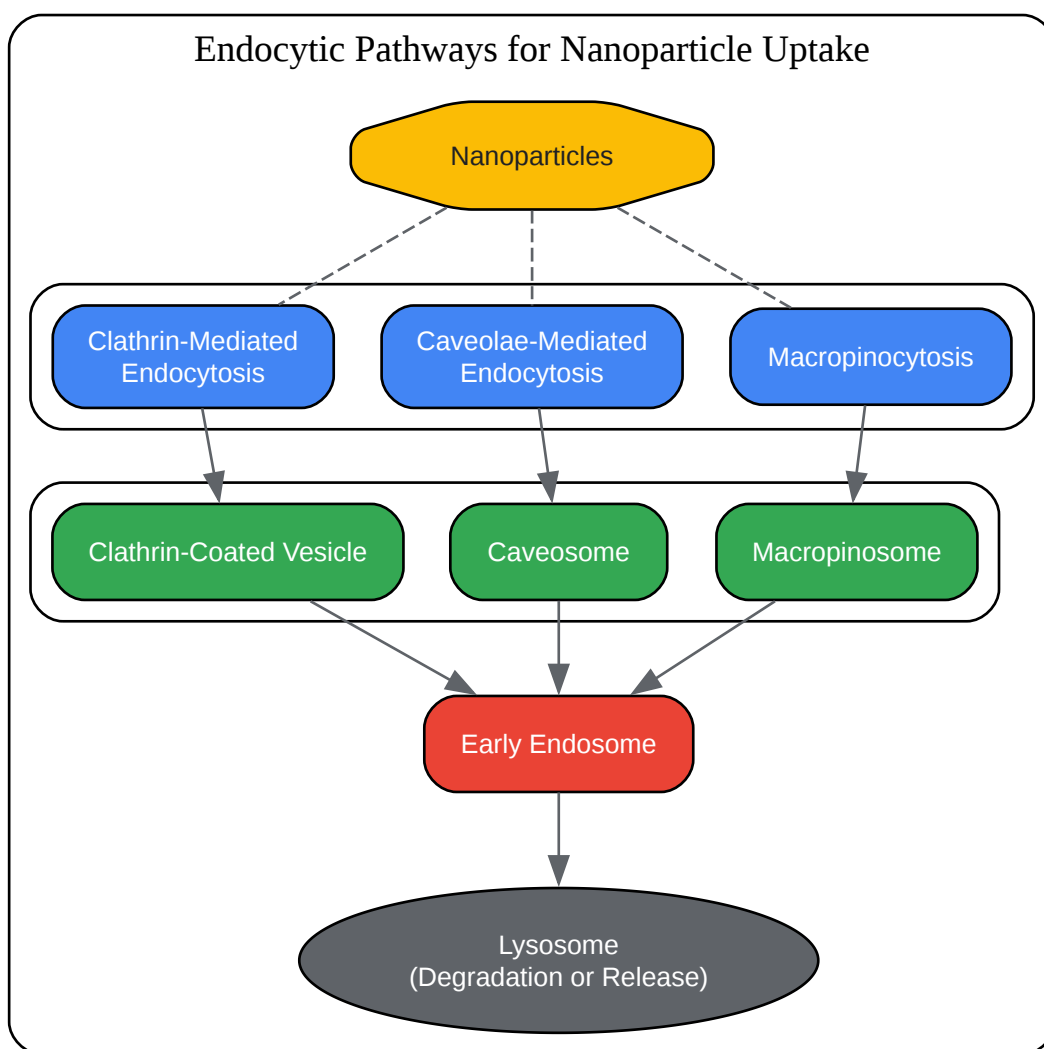 Endocytic Pathways for Nanoparticle Uptake
Nanoparticles
Clathrin-Mediated
Endocytosis
Caveolae-Mediated
Endocytosis
Macropinocytosis
Clathrin-Coated Vesicle
Caveosome
Macropinosome
Early Endosome
Lysosome
(Degradation or Release)